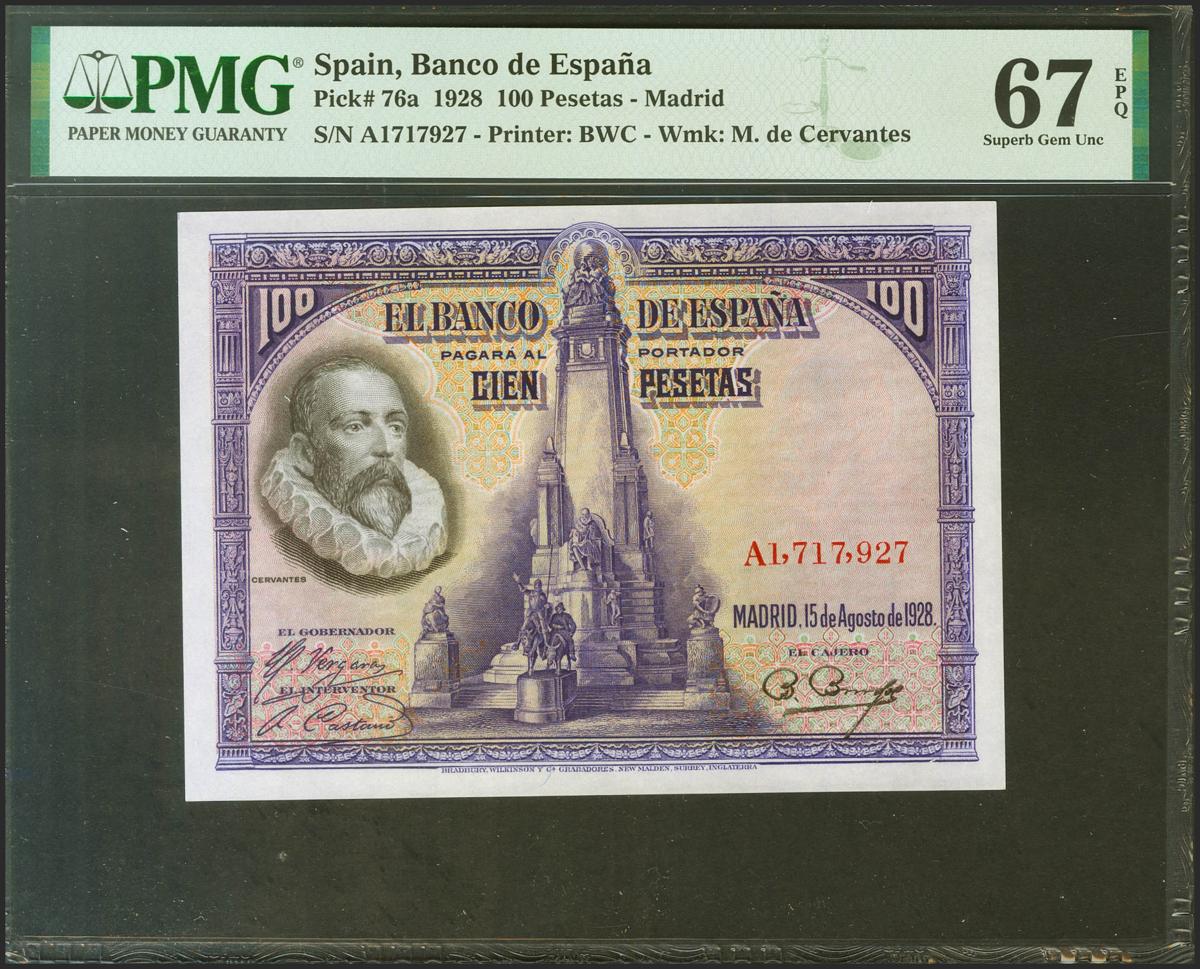 PMG® Spain, Banco de España
Pick# 76a 1928 100 Pesetas - Madrid
PAPER MONEY GUARANTY S/N A1717927 - Printer: BWC - Wmk: M. de Cervantes
67 EPQ
Superb Gem Unc
100 100
EL BANCO DE ESPAÑA
PAGARÁ AL PORTADOR
CIEN PESETAS
A1,717,927
CERVANTES
MADRID, 15 de Agosto de 1928.
EL GOBERNADOR
EL CAJERO
Vergara
EL INTERVENTOR
BRADBURY, WILKINSON Y Cª GRABADORES. NEW MALDEN, SURREY, INGLATERRA